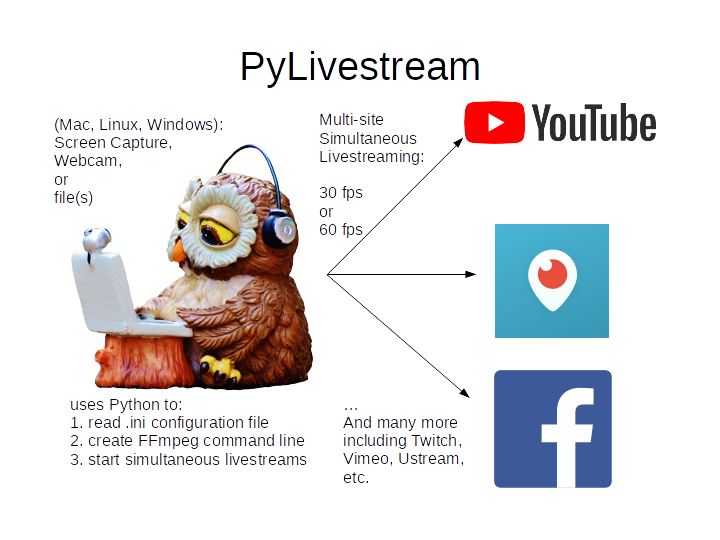 PyLivestream
(Mac, Linux, Windows):
Screen Capture,
Webcam,
or
file(s)
Multi-site
Simultaneous
Livestreaming:
30 fps
or
60 fps
YouTube
uses Python to:
1. read .ini configuration file
2. create FFmpeg command line
3. start simultaneous livestreams
...
And many more
including Twitch,
Vimeo, Ustream,
etc.
f